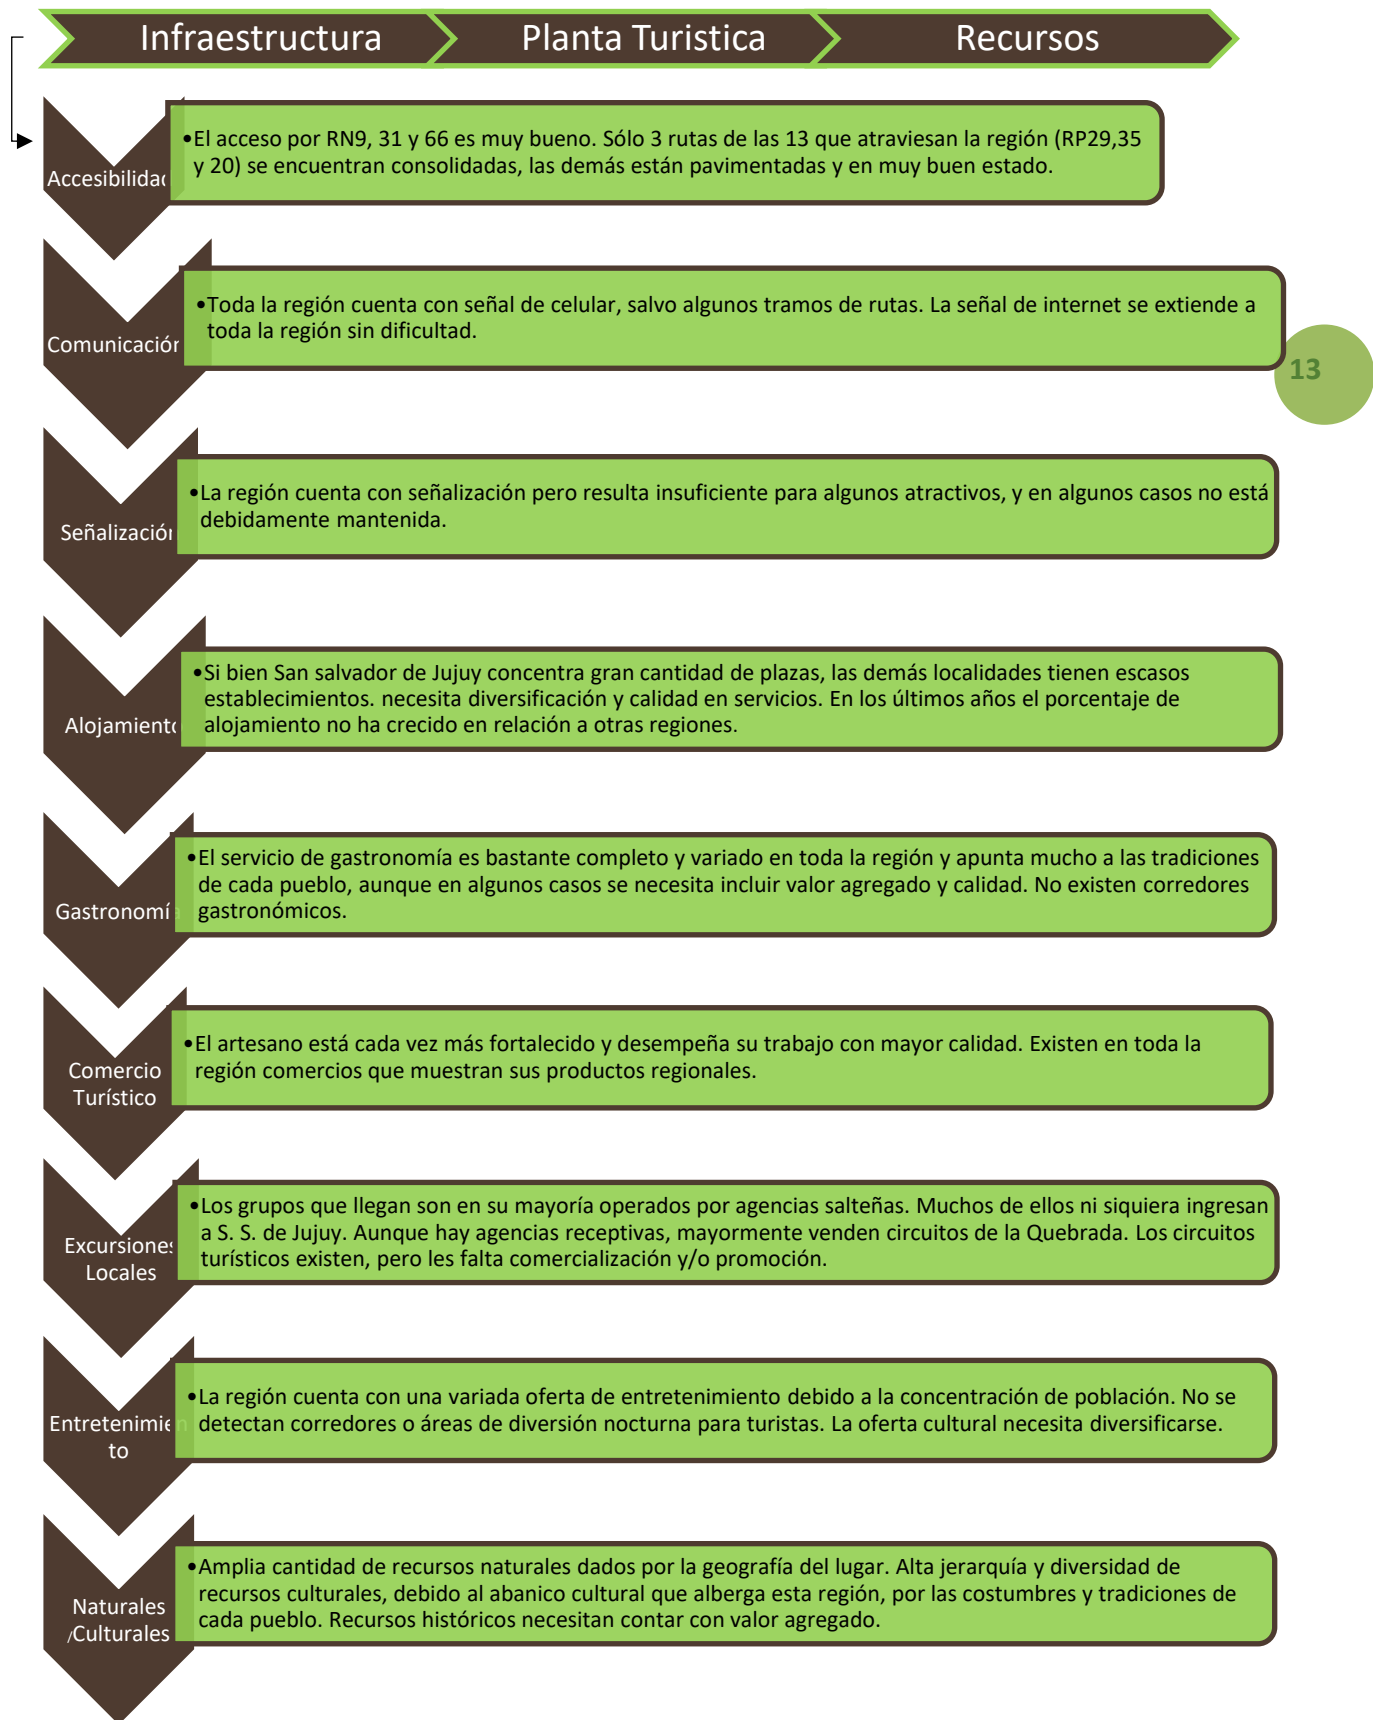 Infraestructura
Planta Turistica
Recursos
Accesibilidad
•El acceso por RN9, 31 y 66 es muy bueno. Sólo 3 rutas de las 13 que atraviesan la región (RP29,35
y 20) se encuentran consolidadas, las demás están pavimentadas y en muy buen estado.
Comunicación
•Toda la región cuenta con señal de celular, salvo algunos tramos de rutas. La señal de internet se extiende a
toda la región sin dificultad.
13
Señalización
•La región cuenta con señalización pero resulta insuficiente para algunos atractivos, y en algunos casos no está
debidamente mantenida.
Alojamiento
•Si bien San salvador de Jujuy concentra gran cantidad de plazas, las demás localidades tienen escasos
establecimientos. necesita diversificación y calidad en servicios. En los últimos años el porcentaje de
alojamiento no ha crecido en relación a otras regiones.
Gastronomía
•El servicio de gastronomía es bastante completo y variado en toda la región y apunta mucho a las tradiciones
de cada pueblo, aunque en algunos casos se necesita incluir valor agregado y calidad. No existen corredores
gastronómicos.
Comercio
Turístico
•El artesano está cada vez más fortalecido y desempeña su trabajo con mayor calidad. Existen en toda la
región comercios que muestran sus productos regionales.
Excursiones
Locales
•Los grupos que llegan son en su mayoría operados por agencias salteñas. Muchos de ellos ni siquiera ingresan
a S. S. de Jujuy. Aunque hay agencias receptivas, mayormente venden circuitos de la Quebrada. Los circuitos
turísticos existen, pero les falta comercialización y/o promoción.
Entretenimien
to
•La región cuenta con una variada oferta de entretenimiento debido a la concentración de población. No se
detectan corredores o áreas de diversión nocturna para turistas. La oferta cultural necesita diversificarse.
Naturales
/Culturales
•Amplia cantidad de recursos naturales dados por la geografía del lugar. Alta jerarquía y diversidad de
recursos culturales, debido al abanico cultural que alberga esta región, por las costumbres y tradiciones de
cada pueblo. Recursos históricos necesitan contar con valor agregado.